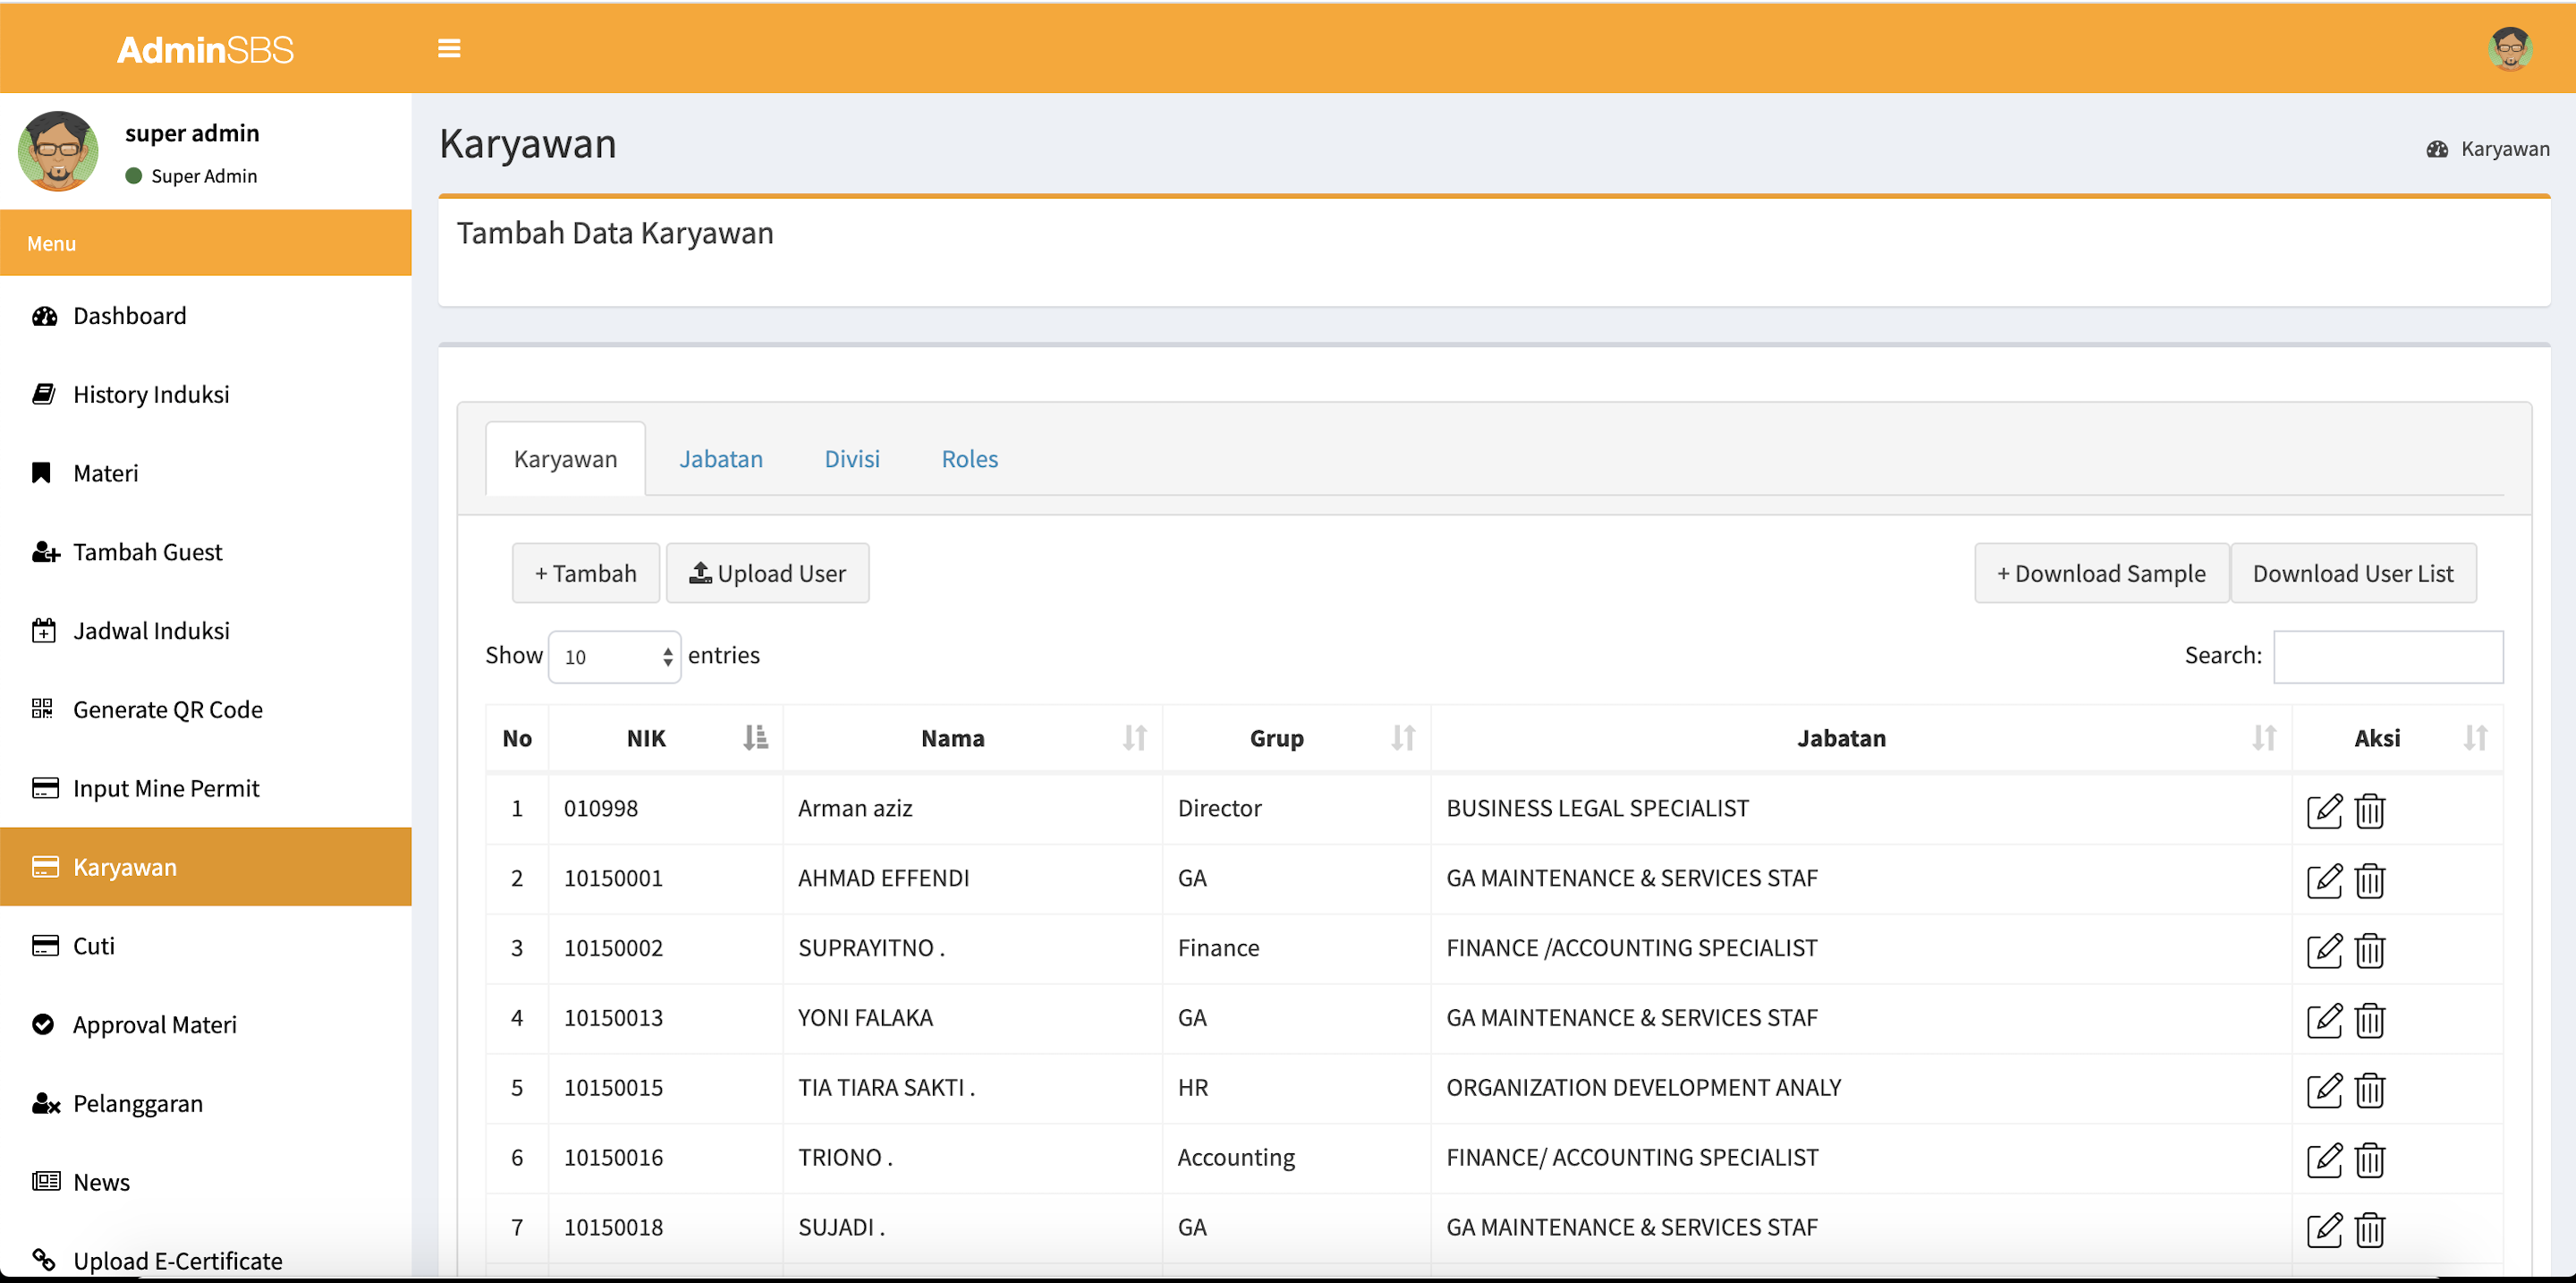 AdminSBS
super admin
Super Admin
Menu
Dashboard
History Induksi
Materi
Tambah Guest
Jadwal Induksi
Generate QR Code
Input Mine Permit
Karyawan
Cuti
Approval Materi
Pelanggaran
News
Upload E-Certificate
Karyawan
Karyawan
Tambah Data Karyawan
Karyawan Jabatan Divisi Roles
+ Tambah Upload User + Download Sample Download User List
Show 10 entries Search:
No NIK Nama Grup Jabatan Aksi
1 010998 Arman aziz Director BUSINESS LEGAL SPECIALIST
2 10150001 AHMAD EFFENDI GA GA MAINTENANCE & SERVICES STAF
3 10150002 SUPRAYITNO . Finance FINANCE /ACCOUNTING SPECIALIST
4 10150013 YONI FALAKA GA GA MAINTENANCE & SERVICES STAF
5 10150015 TIA TIARA SAKTI . HR ORGANIZATION DEVELOPMENT ANALY
6 10150016 TRIONO . Accounting FINANCE/ ACCOUNTING SPECIALIST
7 10150018 SUJADI . GA GA MAINTENANCE & SERVICES STAF